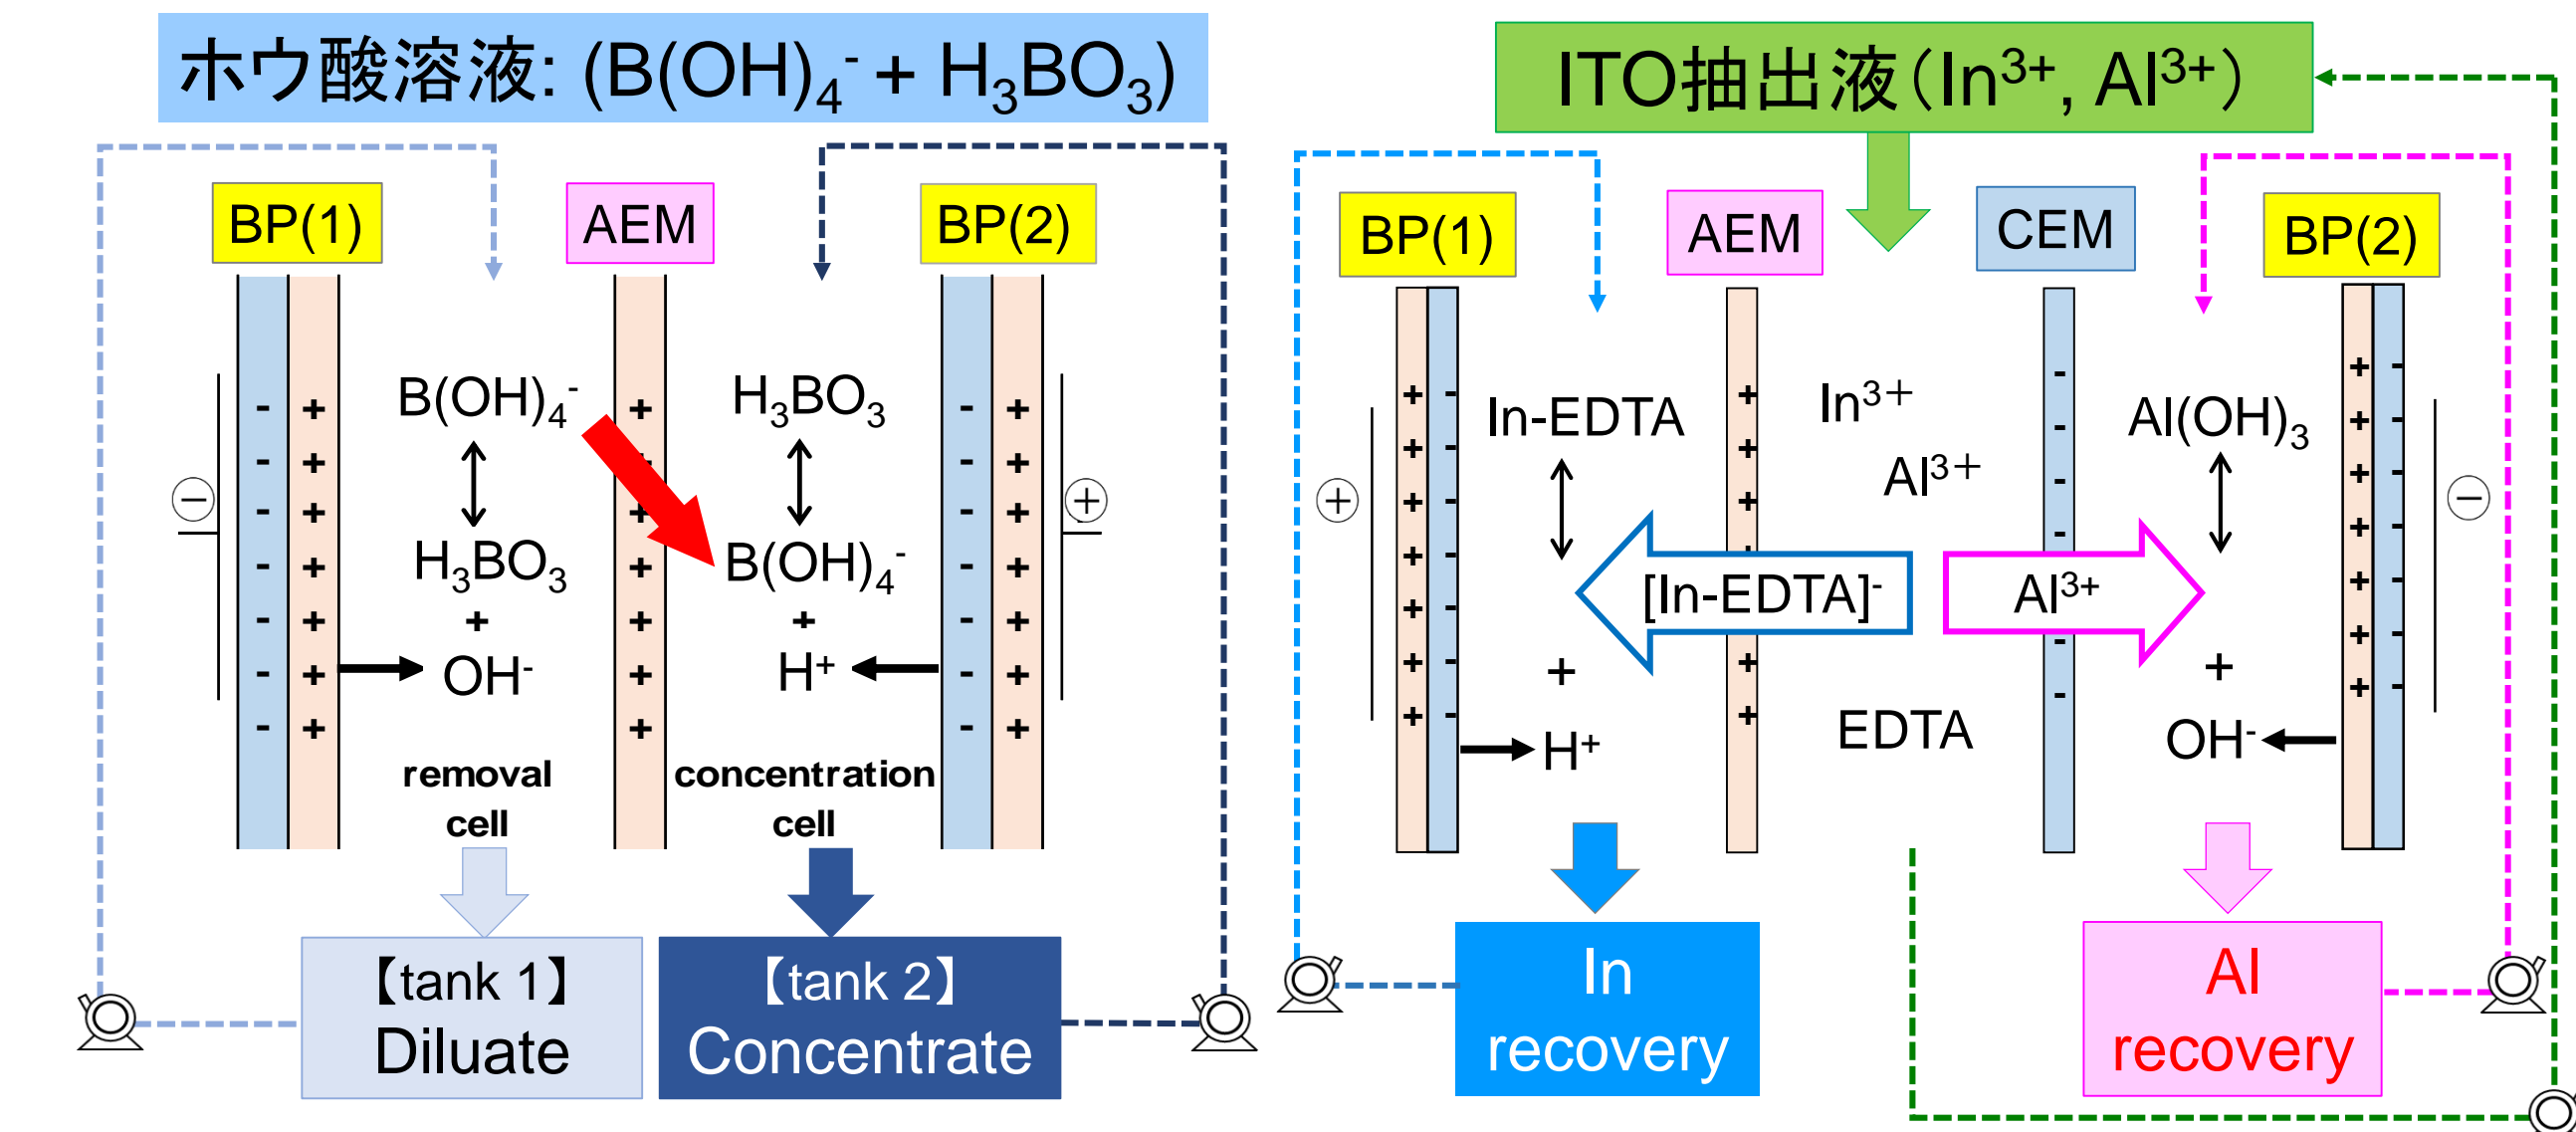 ホウ酸溶液: (B(OH)₄⁻ + H₃BO₃)
BP(1)
AEM
BP(2)
B(OH)₄⁻
H₃BO₃
+
OH⁻
removal
cell
H₃BO₃
B(OH)₄⁻
+
H⁺
concentration
cell
【tank 1】
Diluate
【tank 2】
Concentrate
ITO抽出液（In³⁺, Al³⁺）
BP(1)
AEM
CEM
BP(2)
In-EDTA
+
H⁺
In³⁺
Al³⁺
[In-EDTA]⁻
Al³⁺
EDTA
Al(OH)₃
+
OH⁻
In
recovery
Al
recovery